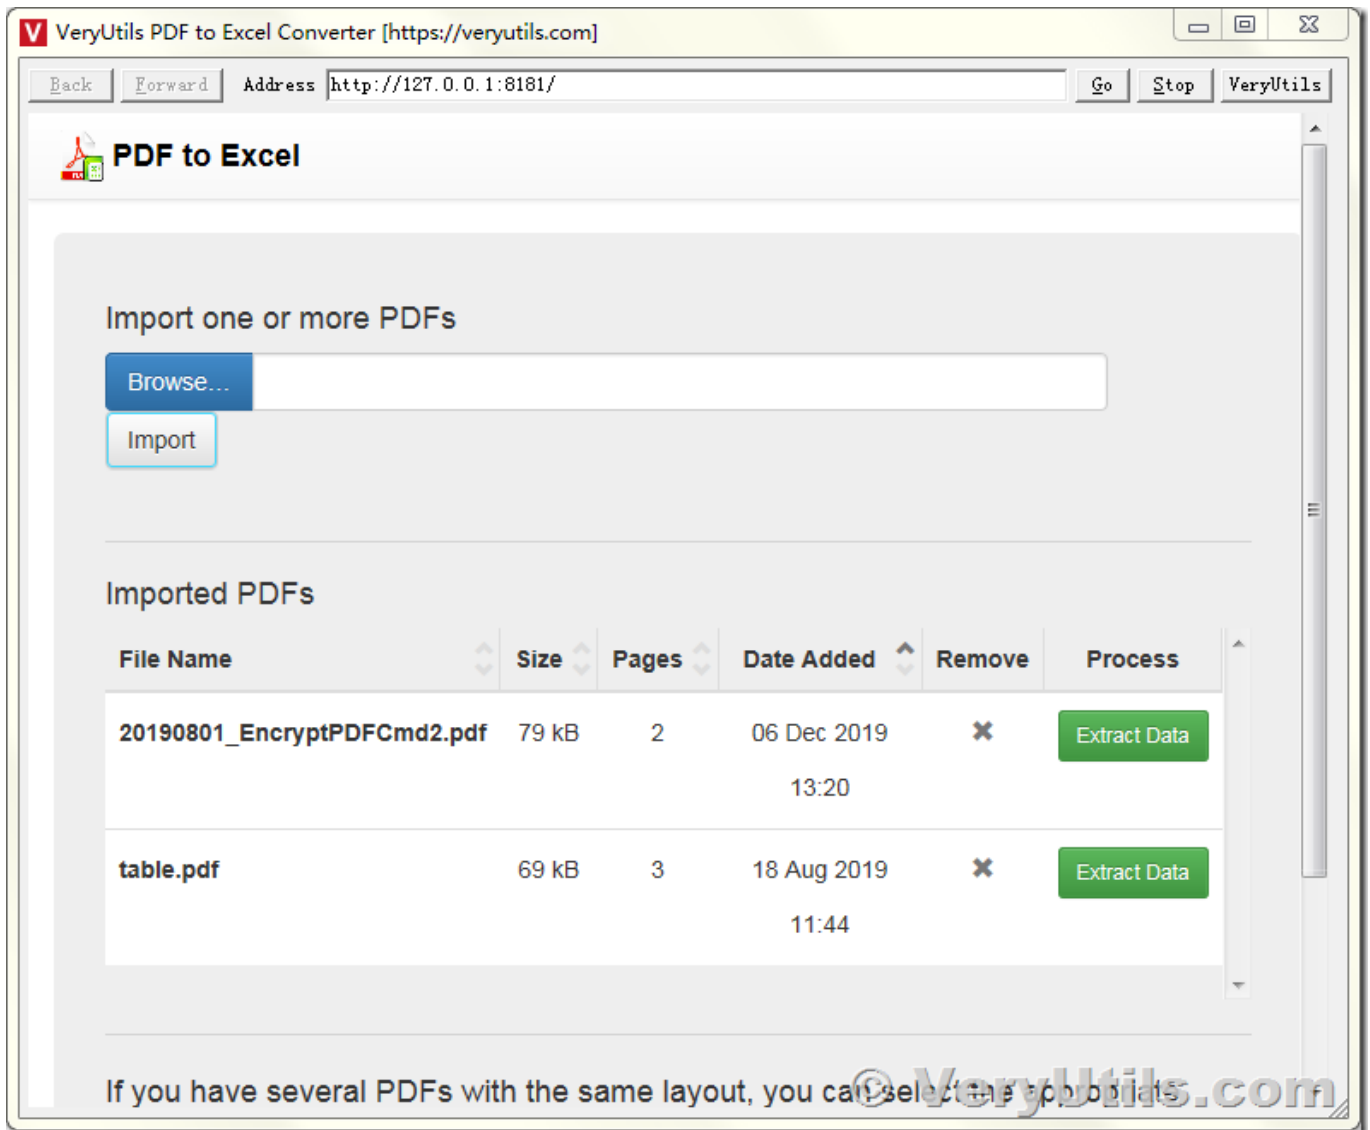 VeryUtils PDF to Excel Converter [https://veryutils.com]
Back Forward Address http://127.0.0.1:8181/ Go Stop VeryUtils
PDF to Excel
Import one or more PDFs
Browse...
Import
Imported PDFs
File Name Size Pages Date Added Remove Process
20190801_EncryptPDFCmd2.pdf 79 kB 2 06 Dec 2019 Extract Data
13:20
table.pdf 69 kB 3 18 Aug 2019 Extract Data
11:44
If you have several PDFs with the same layout, you can select the appropriate
© VeryUtils.com